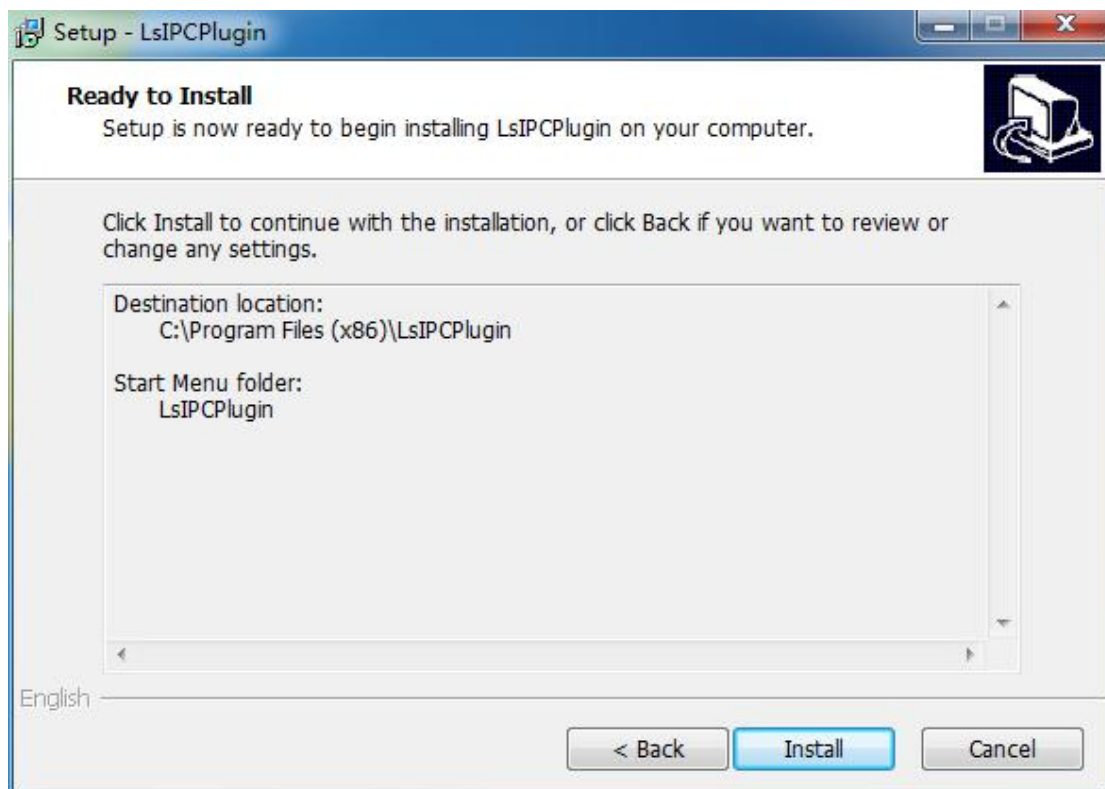 Setup - LsIPCPlugin
Ready to Install
Setup is now ready to begin installing LsIPCPlugin on your computer.
Click Install to continue with the installation, or click Back if you want to review or
change any settings.
Destination location:
C:\Program Files (x86)\LsIPCPlugin
Start Menu folder:
LsIPCPlugin
English
< Back Install Cancel